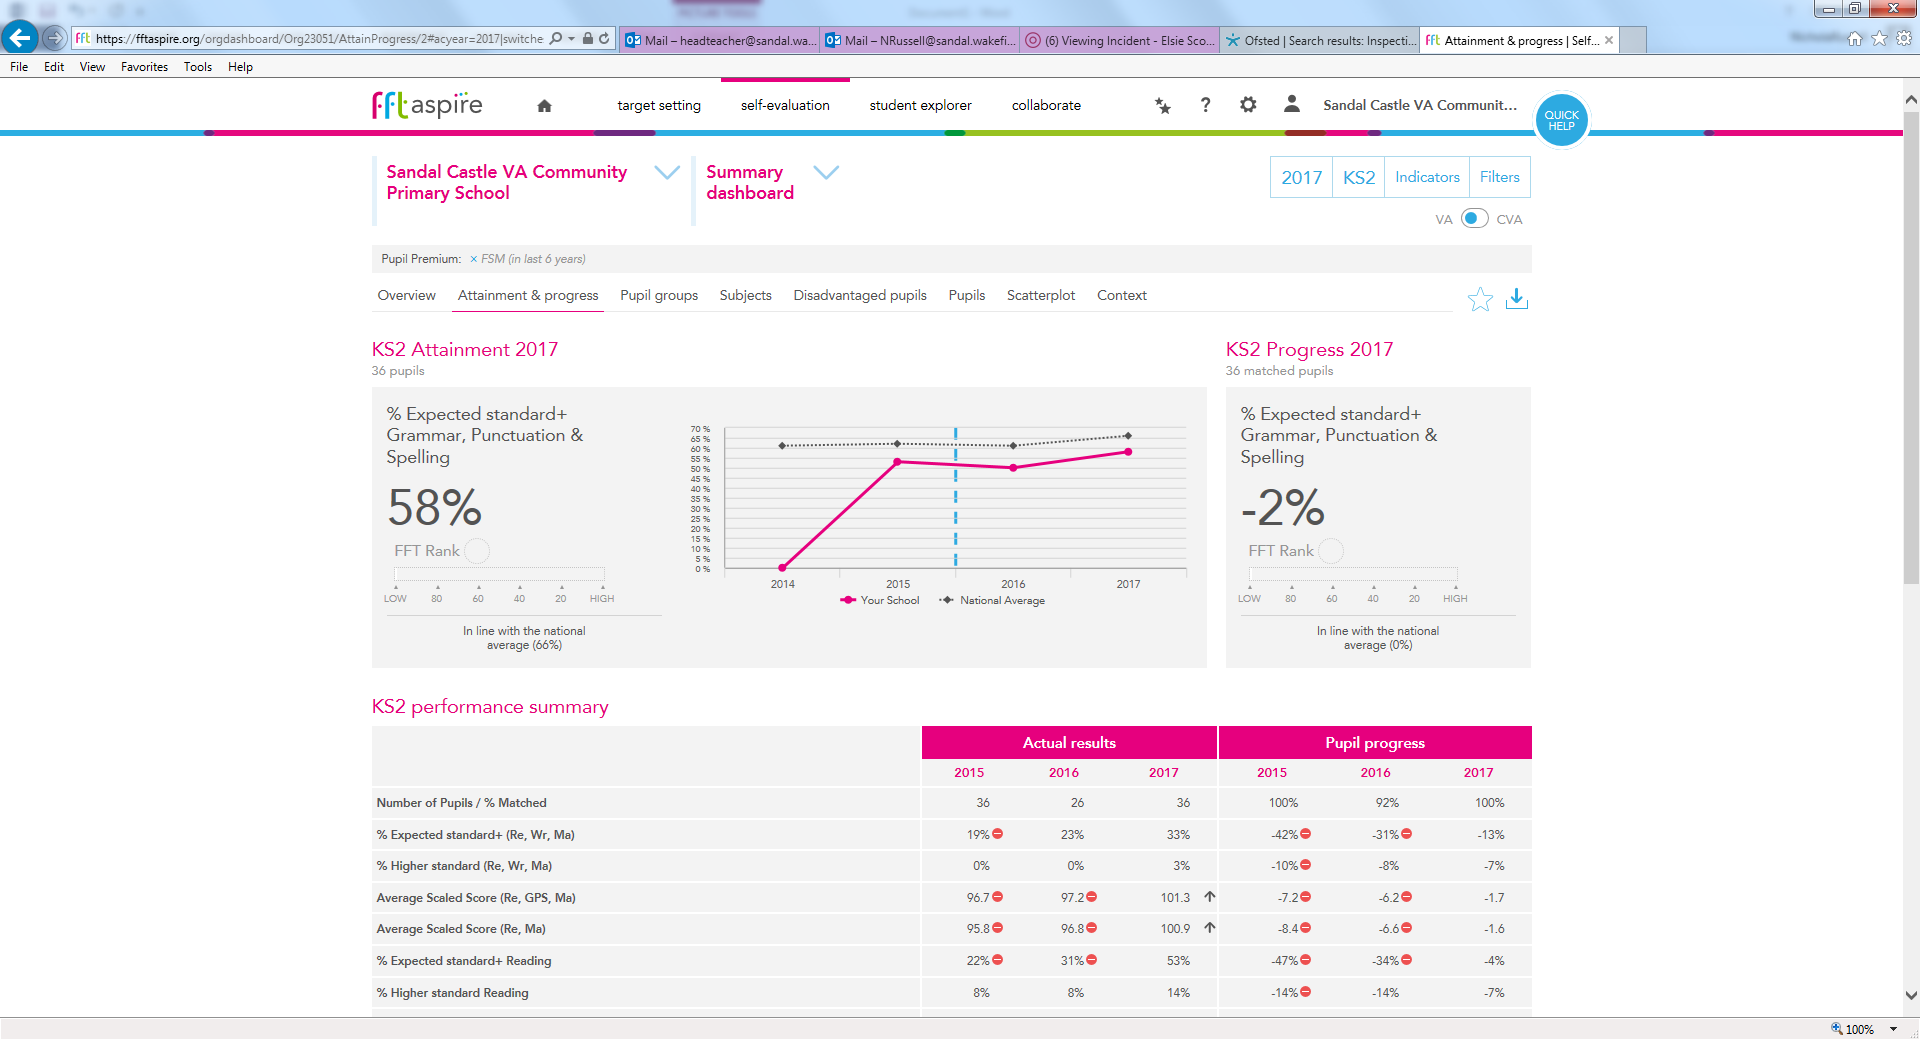 https://fftaspire.org/orgdashboard/Org23051/AttainProgress/2#acyear=2017|switche
Mail – headteacher@sandal.wa...
Mail – NRussell@sandal.wakefi...
(6) Viewing Incident - Elsie Sco...
Ofsted | Search results: Inspecti...
fft Attainment & progress | Self...
File Edit View Favorites Tools Help
fft aspire
target setting self-evaluation student explorer collaborate
? Sandal Castle VA Communit...
QUICK
HELP
Sandal Castle VA Community
Primary School
Summary
dashboard
2017 KS2 Indicators Filters
VA CVA
Pupil Premium: × FSM (in last 6 years)
Overview Attainment & progress Pupil groups Subjects Disadvantaged pupils Pupils Scatterplot Context
KS2 Attainment 2017
36 pupils
% Expected standard+
Grammar, Punctuation &
Spelling
58%
FFT Rank
LOW 80 60 40 20 HIGH
In line with the national
average (66%)
70 %
65 %
60 %
55 %
50 %
45 %
40 %
35 %
30 %
25 %
20 %
15 %
10 %
5 %
0 %
2014 2015 2016 2017
Your School National Average
KS2 Progress 2017
36 matched pupils
% Expected standard+
Grammar, Punctuation &
Spelling
-2%
FFT Rank
LOW 80 60 40 20 HIGH
In line with the national
average (0%)
KS2 performance summary
Actual results Pupil progress
2015 2016 2017 2015 2016 2017
Number of Pupils / % Matched 36 26 36 100% 92% 100%
% Expected standard+ (Re, Wr, Ma) 19% 23% 33% -42% -31% -13%
% Higher standard (Re, Wr, Ma) 0% 0% 3% -10% -8% -7%
Average Scaled Score (Re, GPS, Ma) 96.7 97.2 101.3 -7.2 -6.2 -1.7
Average Scaled Score (Re, Ma) 95.8 96.8 100.9 -8.4 -6.6 -1.6
% Expected standard+ Reading 22% 31% 53% -47% -34% -4%
% Higher standard Reading 8% 8% 14% -14% -14% -7%
100%